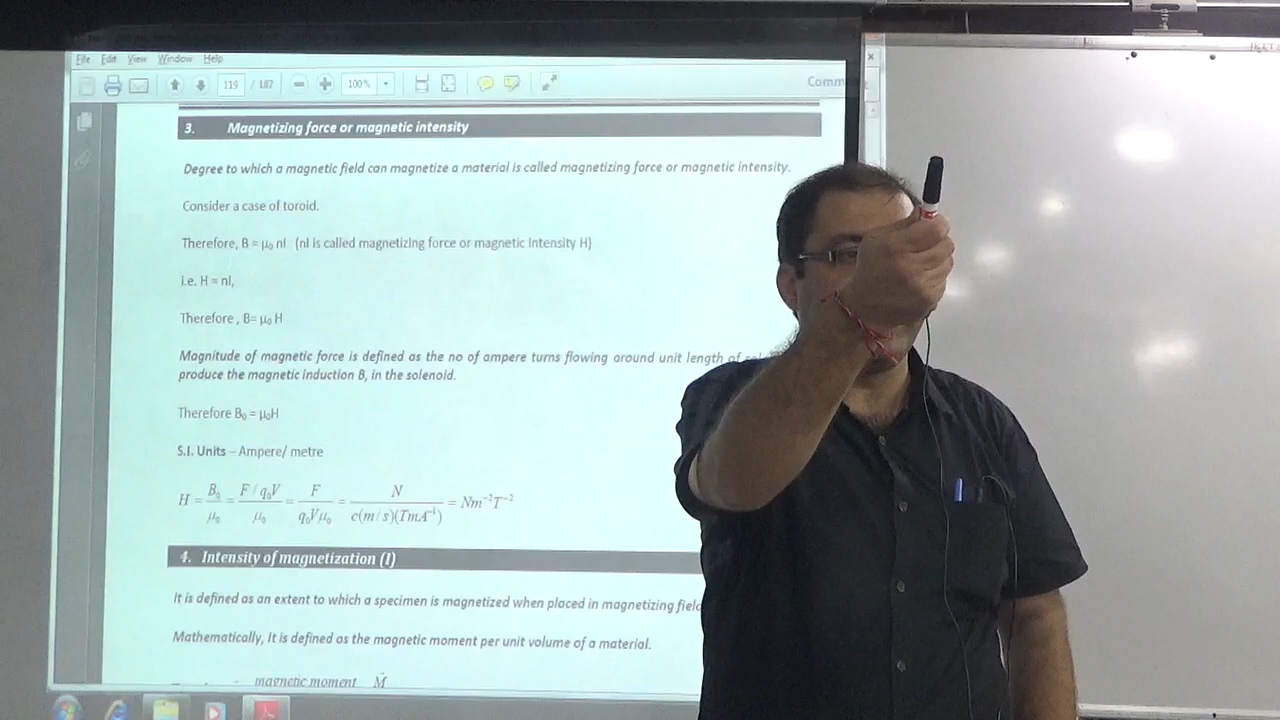 File Edit View Window Help
119 / 187 100% Comm
3. Magnetizing force or magnetic intensity
Degree to which a magnetic field can magnetize a material is called magnetizing force or magnetic intensity.
Consider a case of toroid.
Therefore, B = μ₀ nI (nI is called magnetizing force or magnetic Intensity H)
i.e. H = nI,
Therefore , B= μ₀ H
Magnitude of magnetic force is defined as the no of ampere turns flowing around unit length of
produce the magnetic induction B, in the solenoid.
Therefore B₀ = μ₀H
S.I. Units – Ampere/ metre
H = B₀/μ₀ = (F / q₀V)/μ₀ = F/(q₀Vμ₀) = N/(c(m/s)(TmA⁻¹)) = Nm⁻²T⁻²
4. Intensity of magnetization (I)
It is defined as an extent to which a specimen is magnetized when placed in magnetizing field
Mathematically, It is defined as the magnetic moment per unit volume of a material.
magnetic moment M